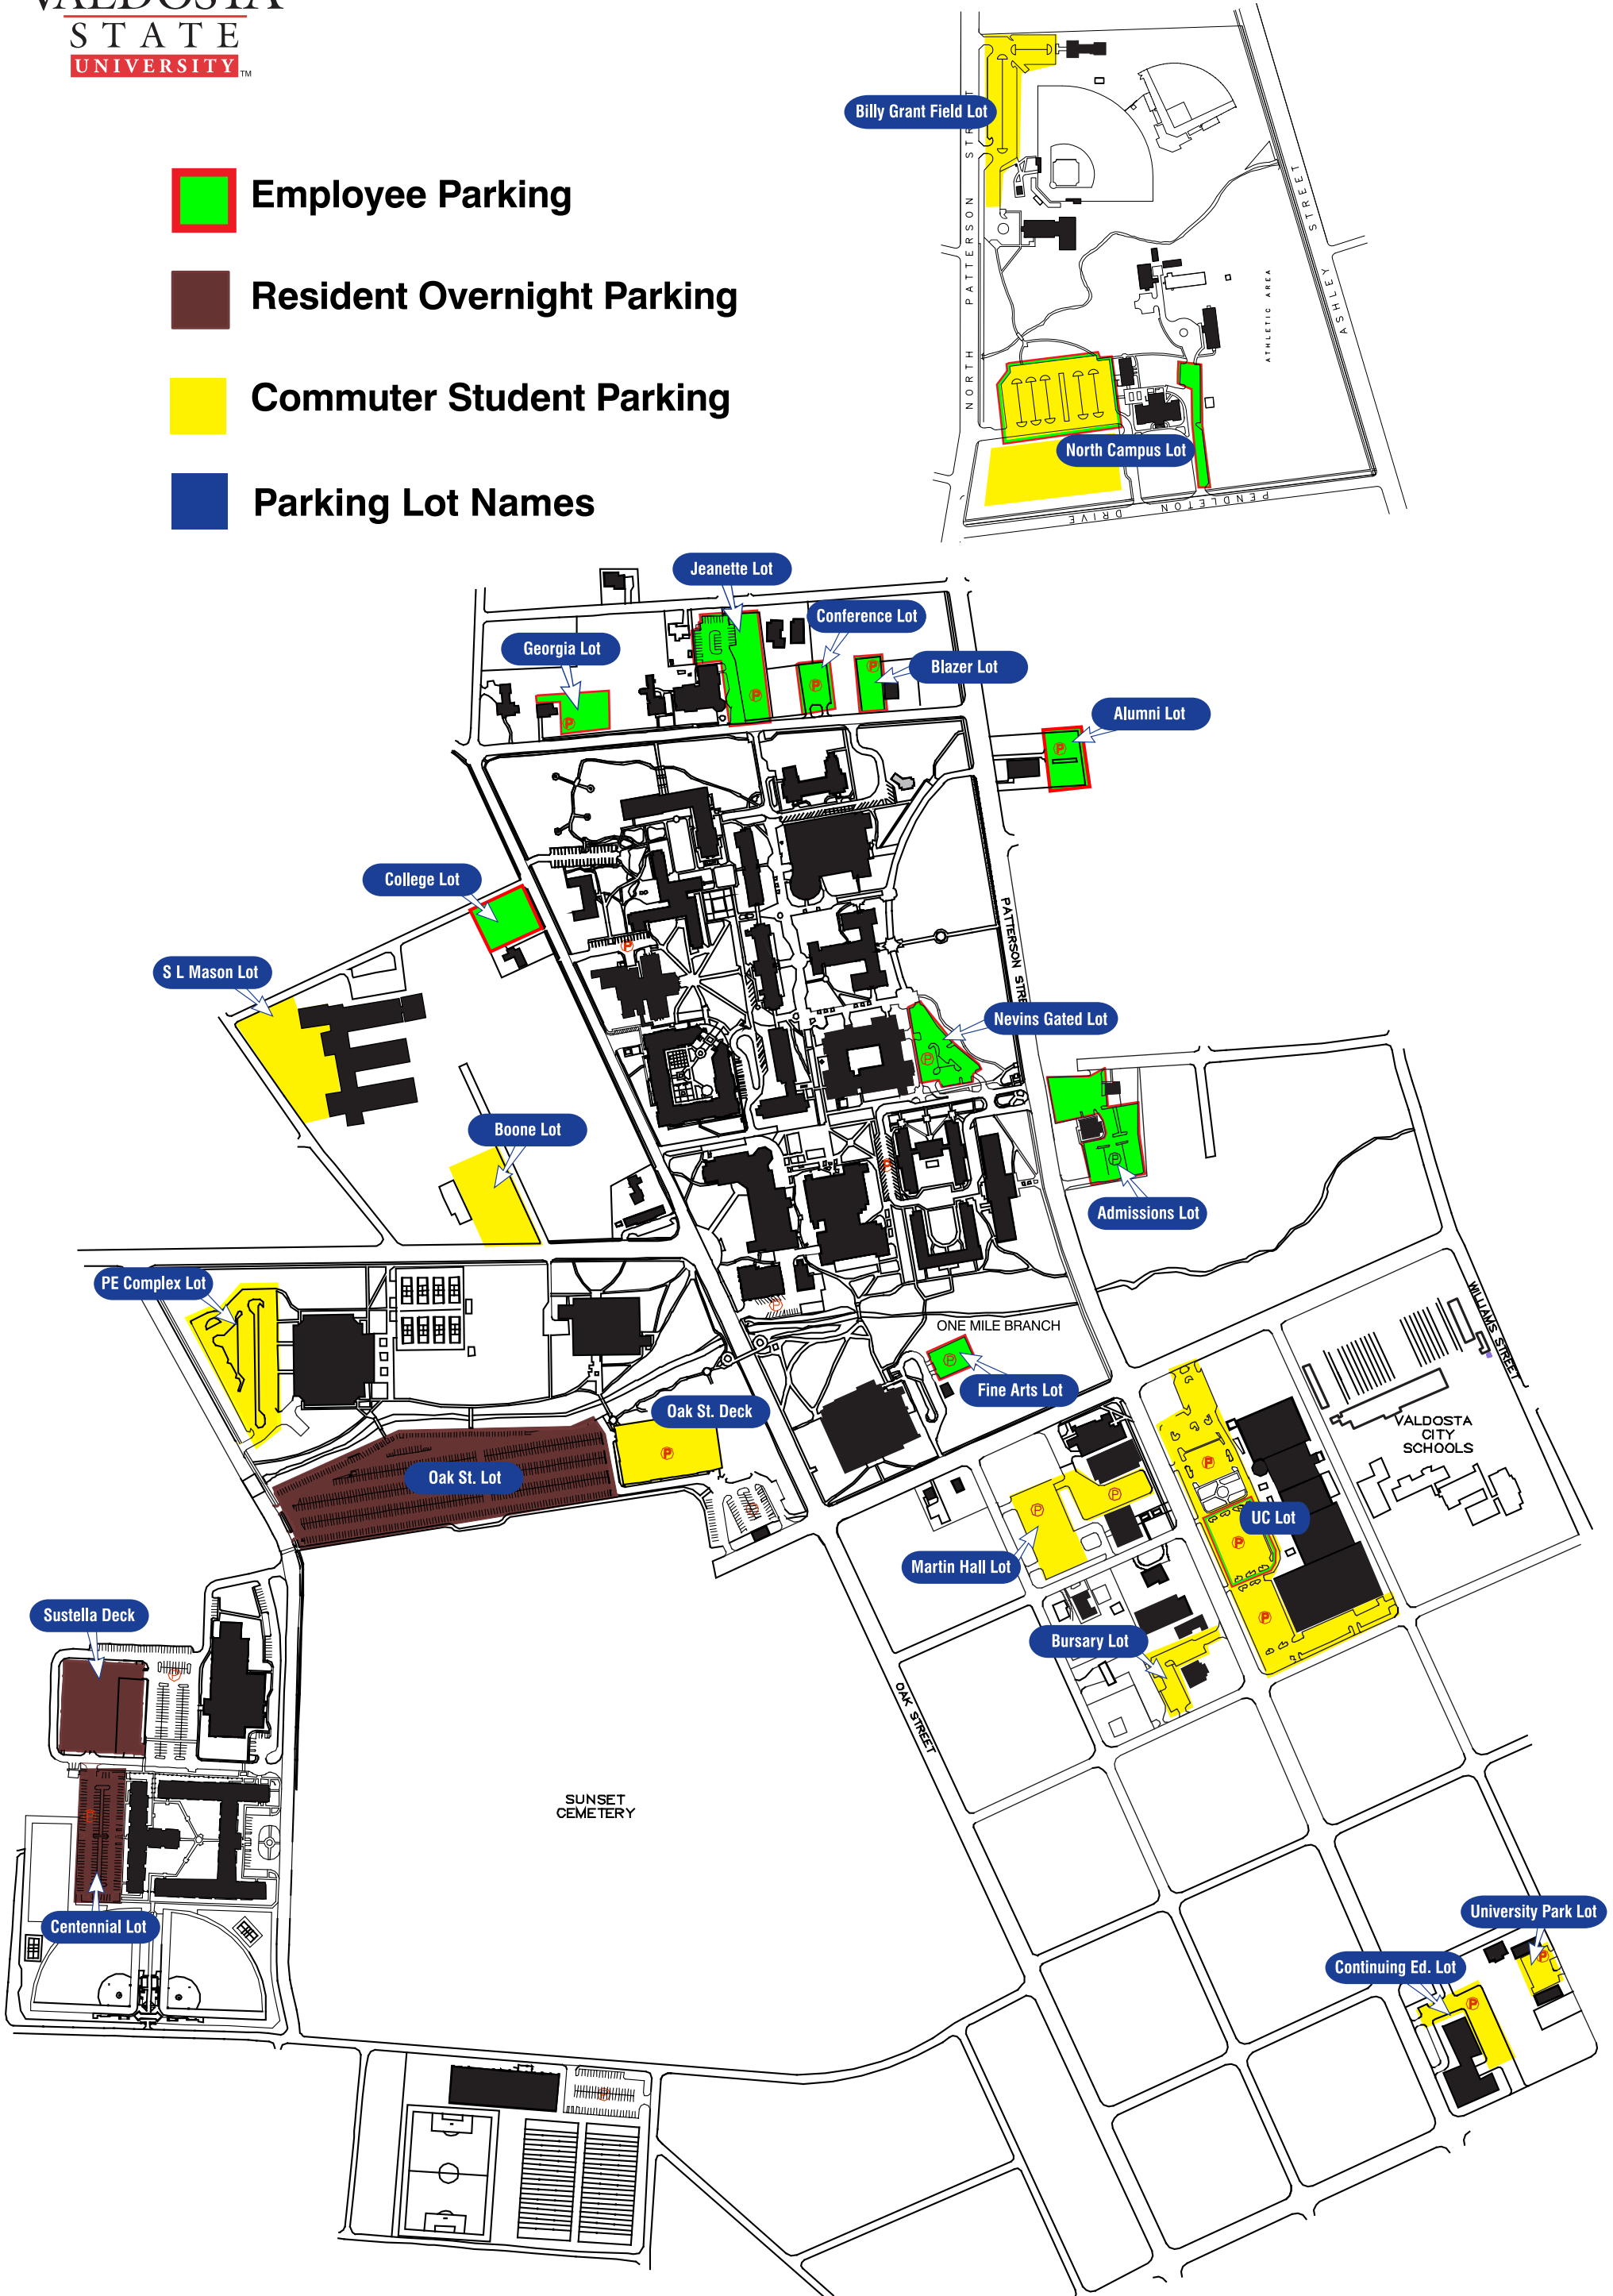 VALDOSTA
STATE
UNIVERSITY TM
Employee Parking
Resident Overnight Parking
Commuter Student Parking
Parking Lot Names
Billy Grant Field Lot
NORTH PATTERSON STREET
ASHLEY STREET
ATHLETIC AREA
North Campus Lot
PENDLETON DRIVE
Jeanette Lot
Conference Lot
Georgia Lot
Blazer Lot
Alumni Lot
College Lot
PATTERSON STREET
S L Mason Lot
Nevins Gated Lot
Boone Lot
Admissions Lot
PE Complex Lot
ONE MILE BRANCH
WILLIAMS STREET
Fine Arts Lot
Oak St. Deck
VALDOSTA
CITY
SCHOOLS
Oak St. Lot
UC Lot
Martin Hall Lot
Sustella Deck
Bursary Lot
OAK STREET
SUNSET
CEMETERY
Centennial Lot
University Park Lot
Continuing Ed. Lot